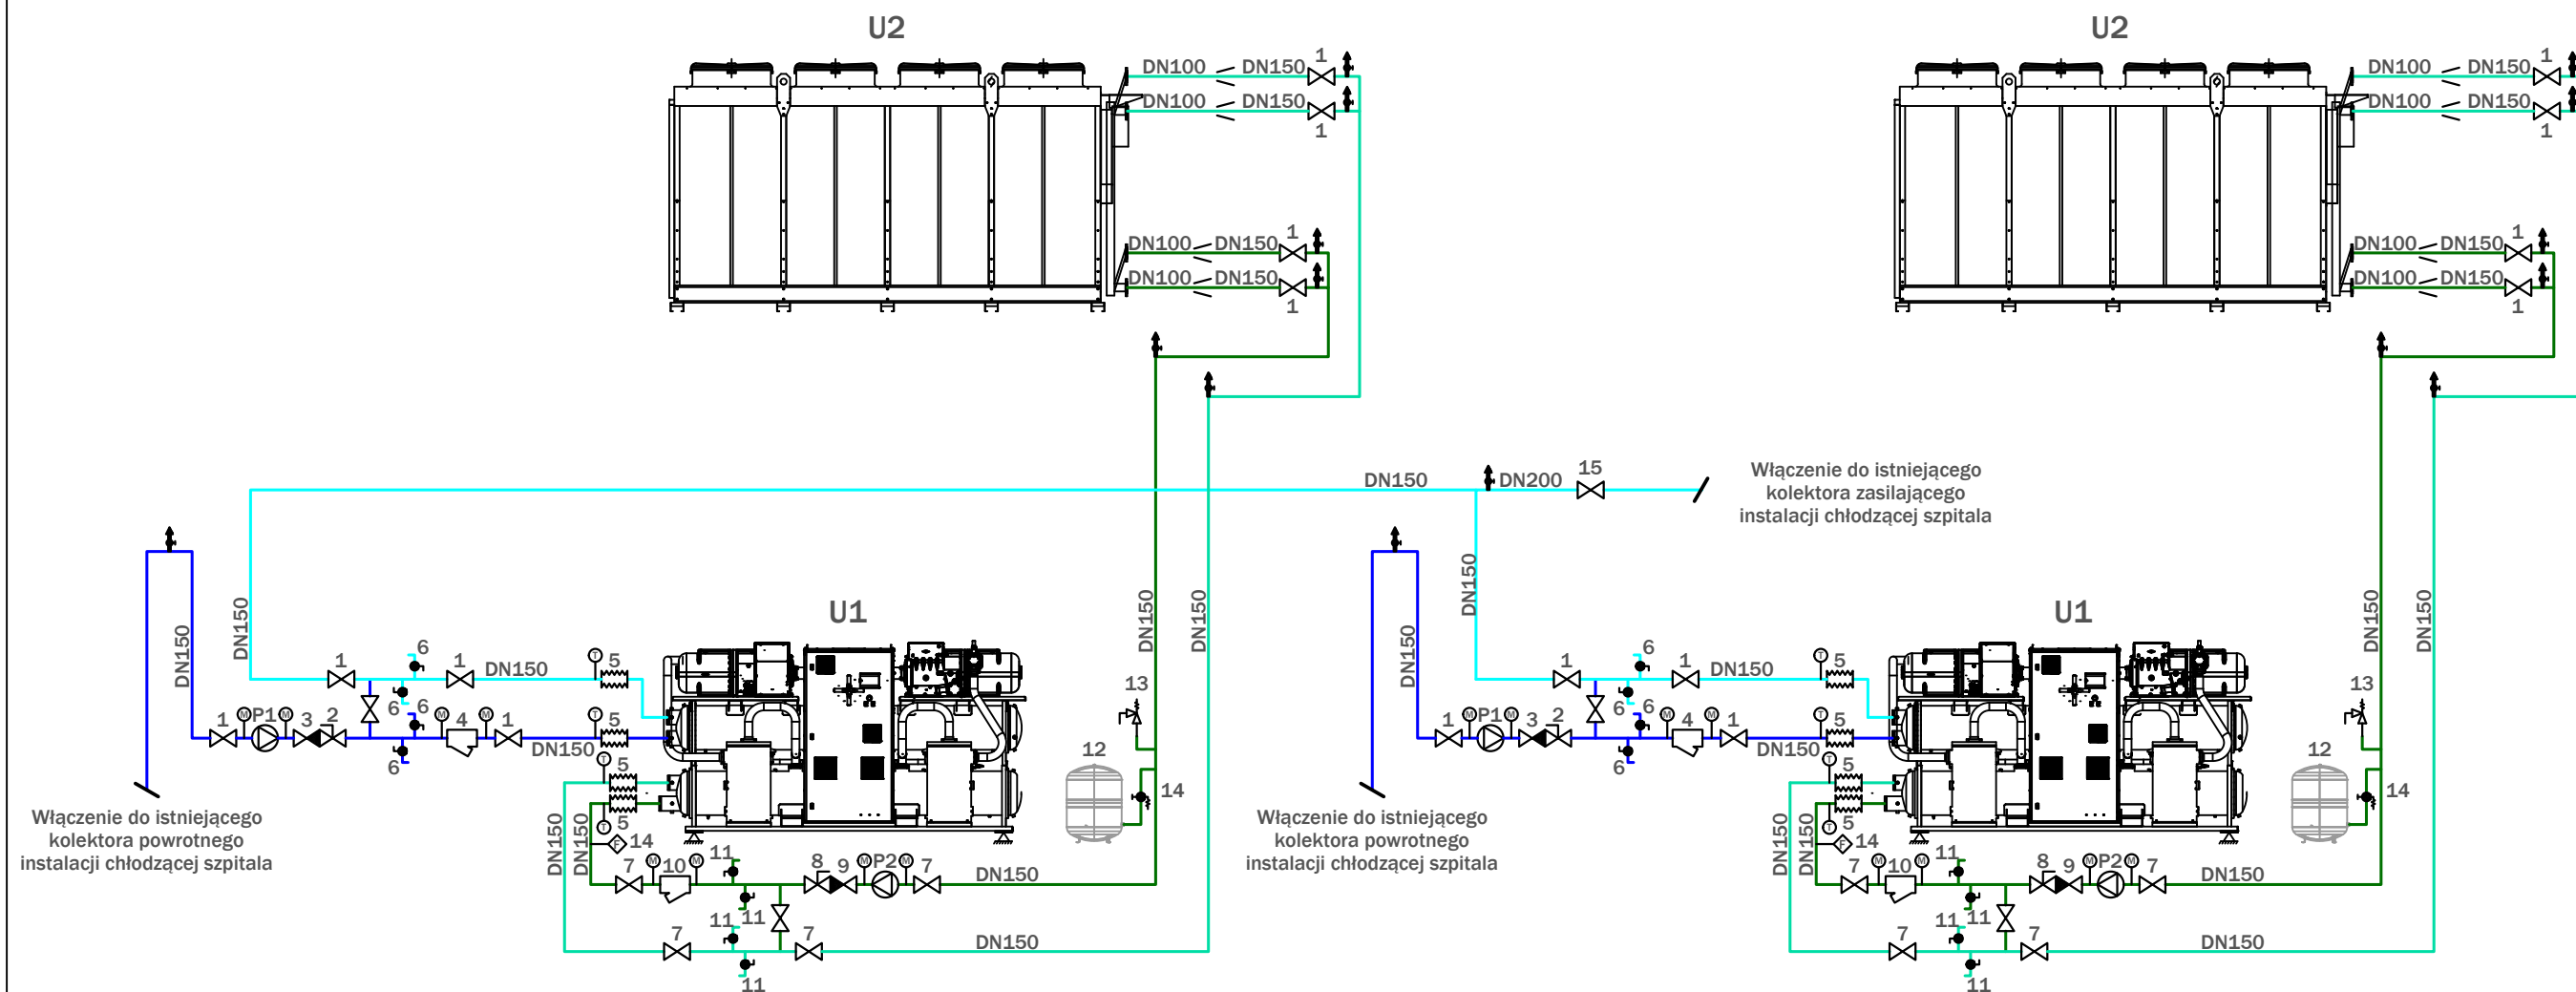 U2
U2
1
1
DN100
DN150
DN100
DN150
DN100
DN150
DN100
DN150
1
1
1
1
DN100
DN150
DN100
DN150
DN100
DN150
DN100
DN150
1
1
DN150
DN200
15
Włączenie do istniejącego
kolektora zasilającego
instalacji chłodzącej szpitala
DN150
DN150
DN150
DN150
DN150
DN150
DN150
DN150
U1
U1
1
6
1
DN150
T
5
1
6
1
DN150
T
5
13
13
6
6
6
6
1
M
P1
M
3
2
M
4
M
1
T
5
1
M
P1
M
3
2
M
4
M
1
T
5
6
DN150
6
DN150
12
12
T
5
T
5
14
14
Włączenie do istniejącego
kolektora powrotnego
instalacji chłodzącej szpitala
Włączenie do istniejącego
kolektora powrotnego
instalacji chłodzącej szpitala
T
5
T
5
F
14
F
14
DN150
DN150
DN150
DN150
7
M
10
M
11
8
9
M
P2
M
7
DN150
7
M
10
M
11
8
9
M
P2
M
7
DN150
11
11
11
11
7
7
DN150
7
7
DN150
11
11